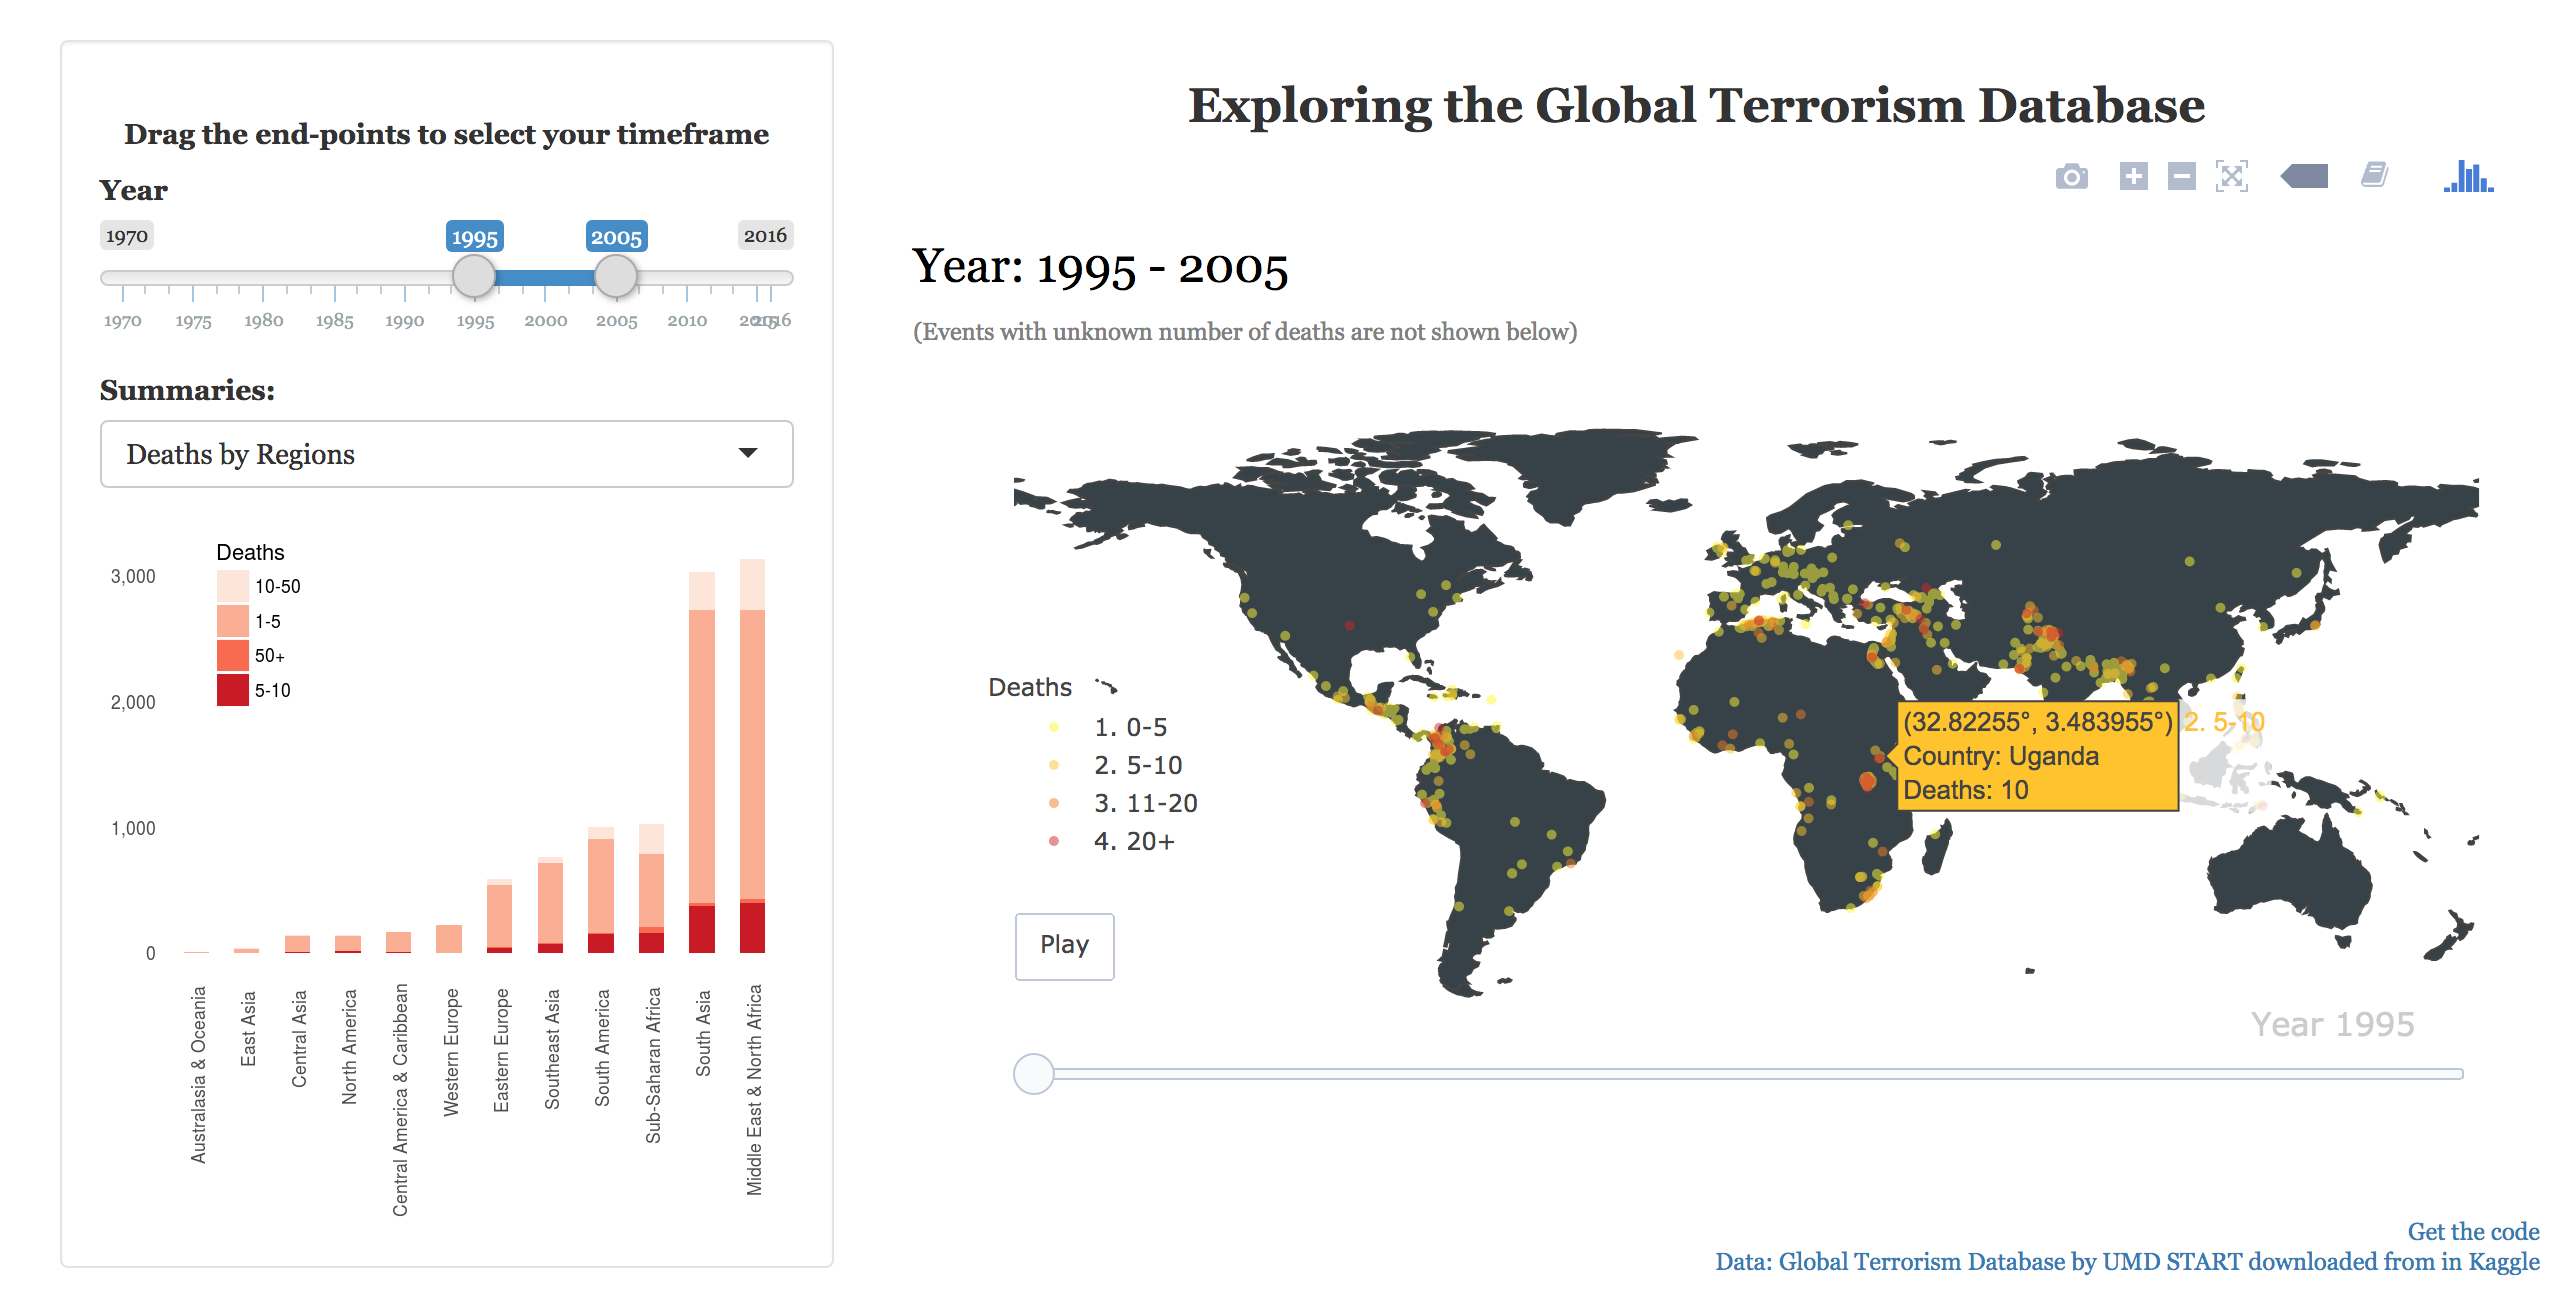 Drag the end-points to select your timeframe
Year
1970 1995 2005 2016
1970 1975 1980 1985 1990 1995 2000 2005 2010 2015 2016
Summaries:
Deaths by Regions
Deaths
10-50
1-5
50+
5-10
3,000
2,000
1,000
0
Australasia & Oceania
East Asia
Central Asia
North America
Central America & Caribbean
Western Europe
Eastern Europe
Southeast Asia
South America
Sub-Saharan Africa
South Asia
Middle East & North Africa
Exploring the Global Terrorism Database
Year: 1995 - 2005
(Events with unknown number of deaths are not shown below)
Deaths
1. 0-5
2. 5-10
3. 11-20
4. 20+
(32.82255°, 3.483955°) 2. 5-10
Country: Uganda
Deaths: 10
Play
Year 1995
Get the code
Data: Global Terrorism Database by UMD START downloaded from in Kaggle